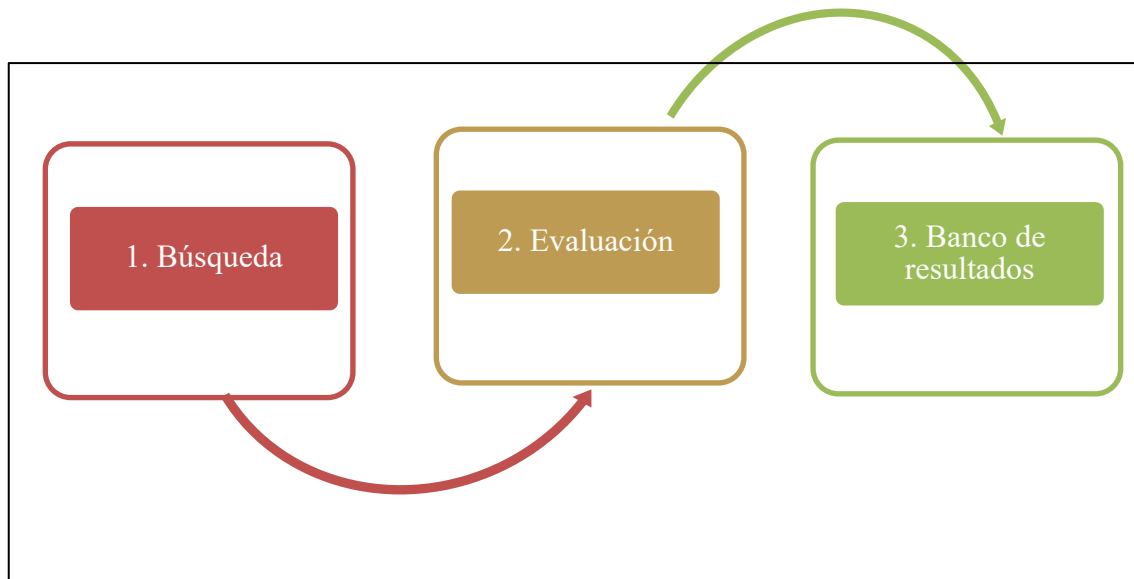 1. Búsqueda
2. Evaluación
3. Banco de
resultados